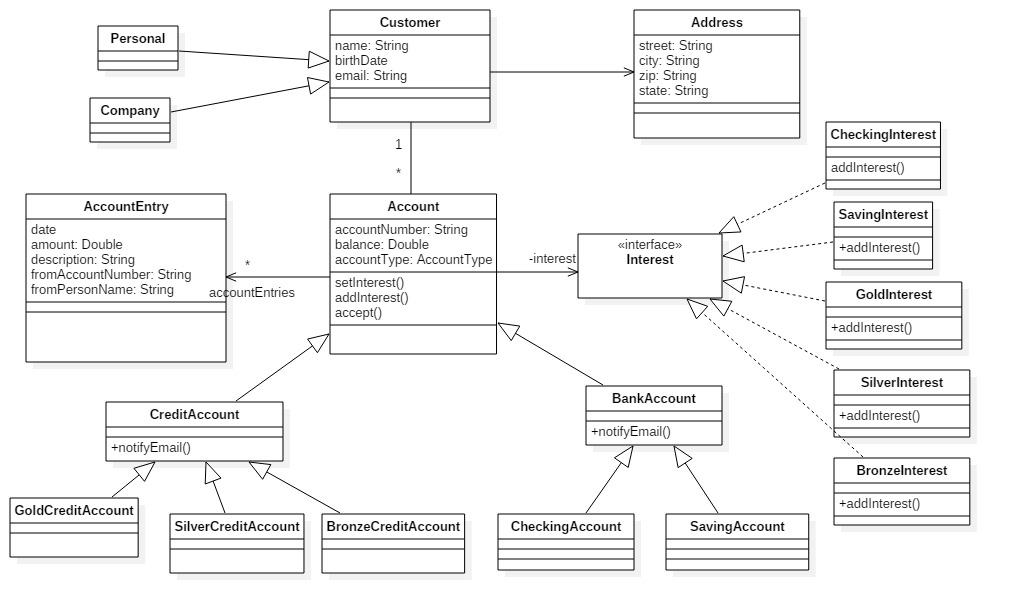 Personal
Company
Customer
name: String
birthDate
email: String
Address
street: String
city: String
zip: String
state: String
1
*
AccountEntry
date
amount: Double
description: String
fromAccountNumber: String
fromPersonName: String
*
accountEntries
Account
accountNumber: String
balance: Double
accountType: AccountType
setInterest()
addInterest()
accept()
-interest
«interface»
Interest
CheckingInterest
addInterest()
SavingInterest
+addInterest()
GoldInterest
+addInterest()
SilverInterest
+addInterest()
BronzeInterest
+addInterest()
CreditAccount
+notifyEmail()
BankAccount
+notifyEmail()
GoldCreditAccount
SilverCreditAccount
BronzeCreditAccount
CheckingAccount
SavingAccount